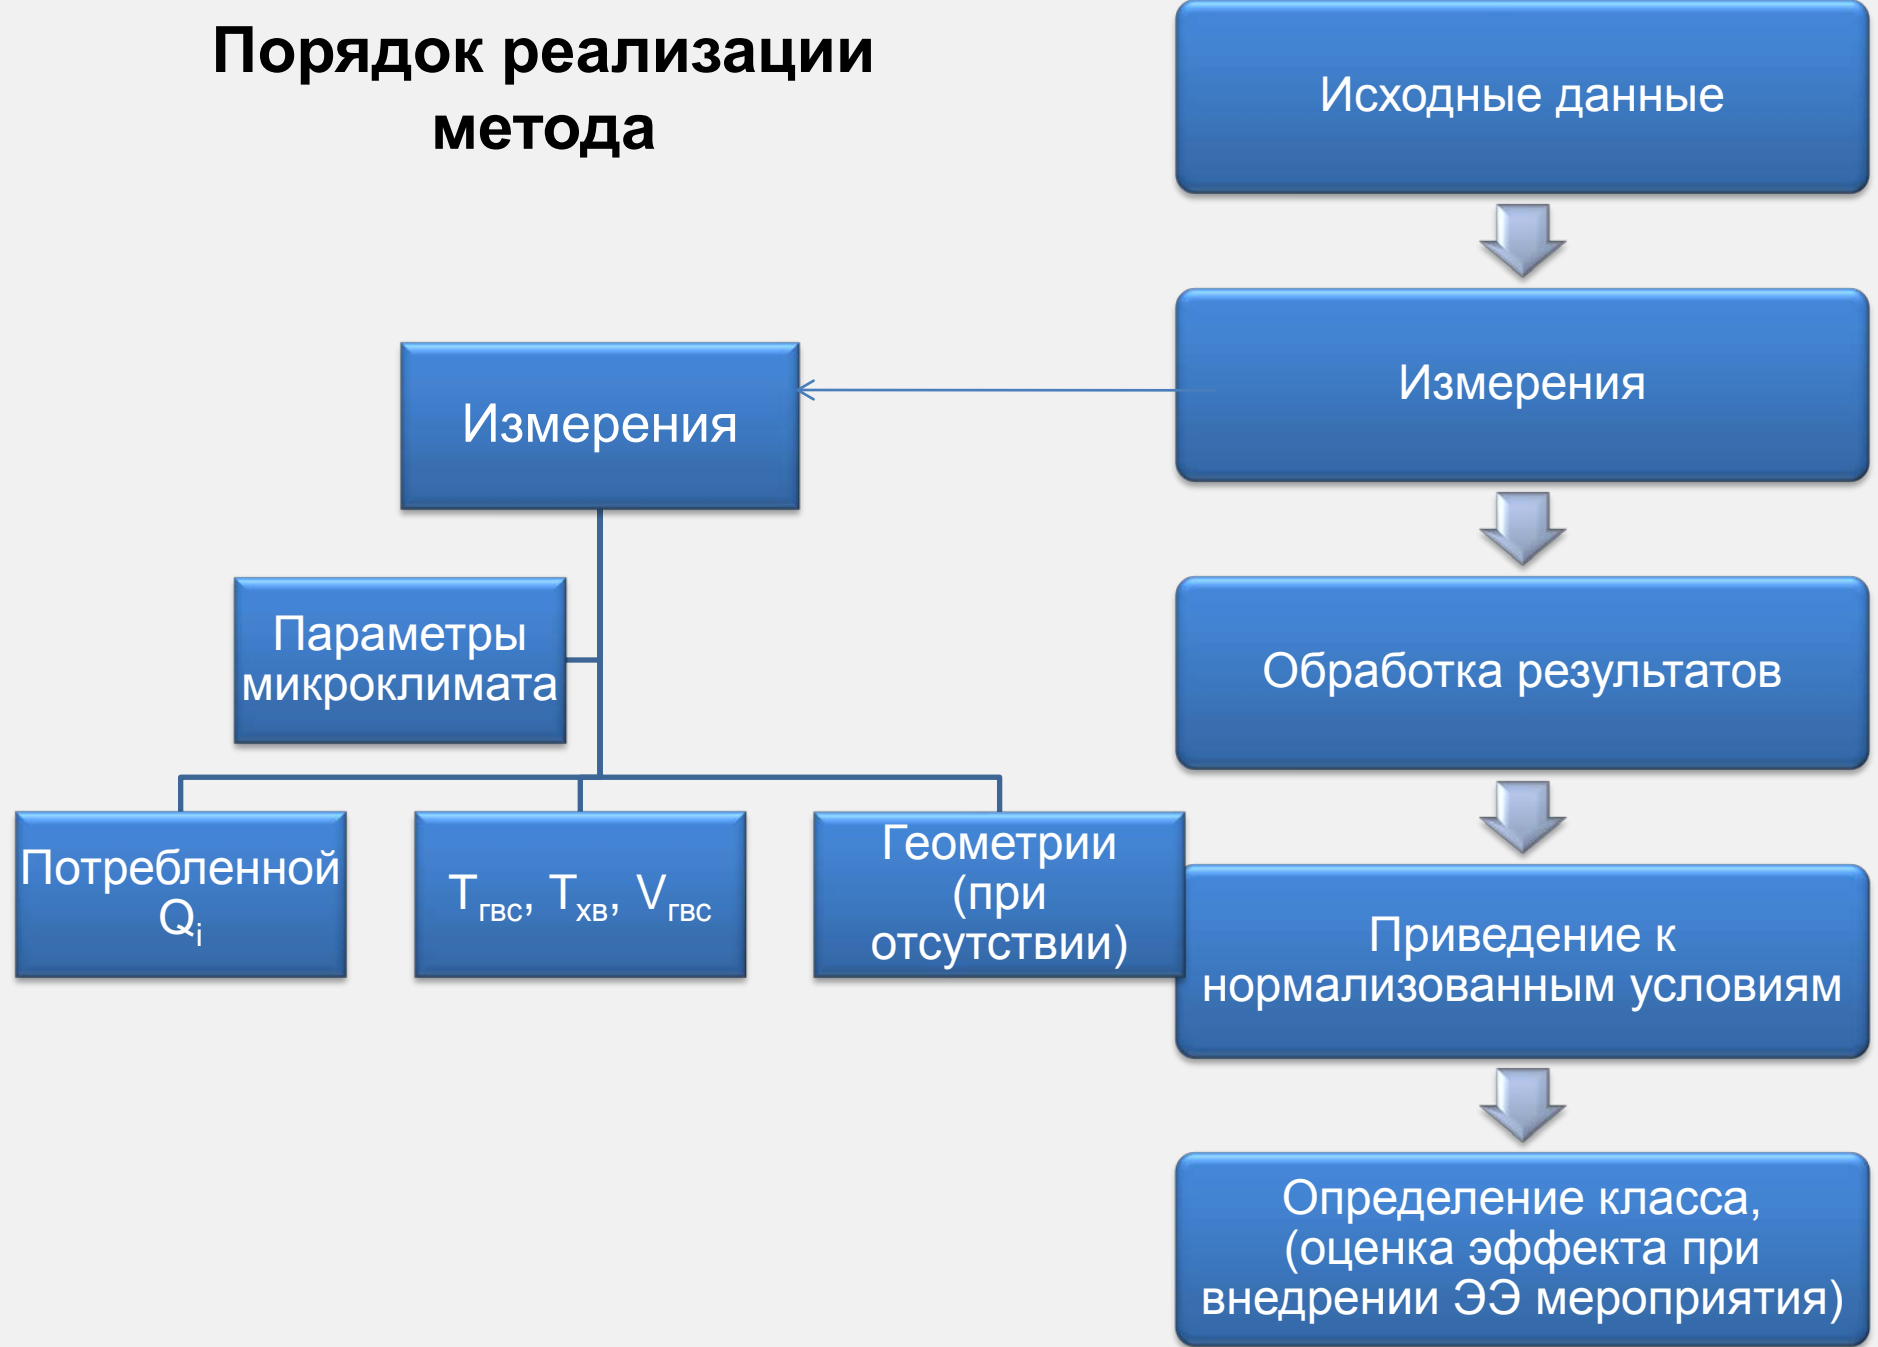 Порядок реализации
метода
Исходные данные
Измерения
Обработка результатов
Приведение к
нормализованным условиям
Определение класса,
(оценка эффекта при
внедрении ЭЭ мероприятия)
Измерения
Параметры
микроклимата
Потребленной
Qi
Tгвс, Tхв, Vгвс
Геометрии
(при
отсутствии)